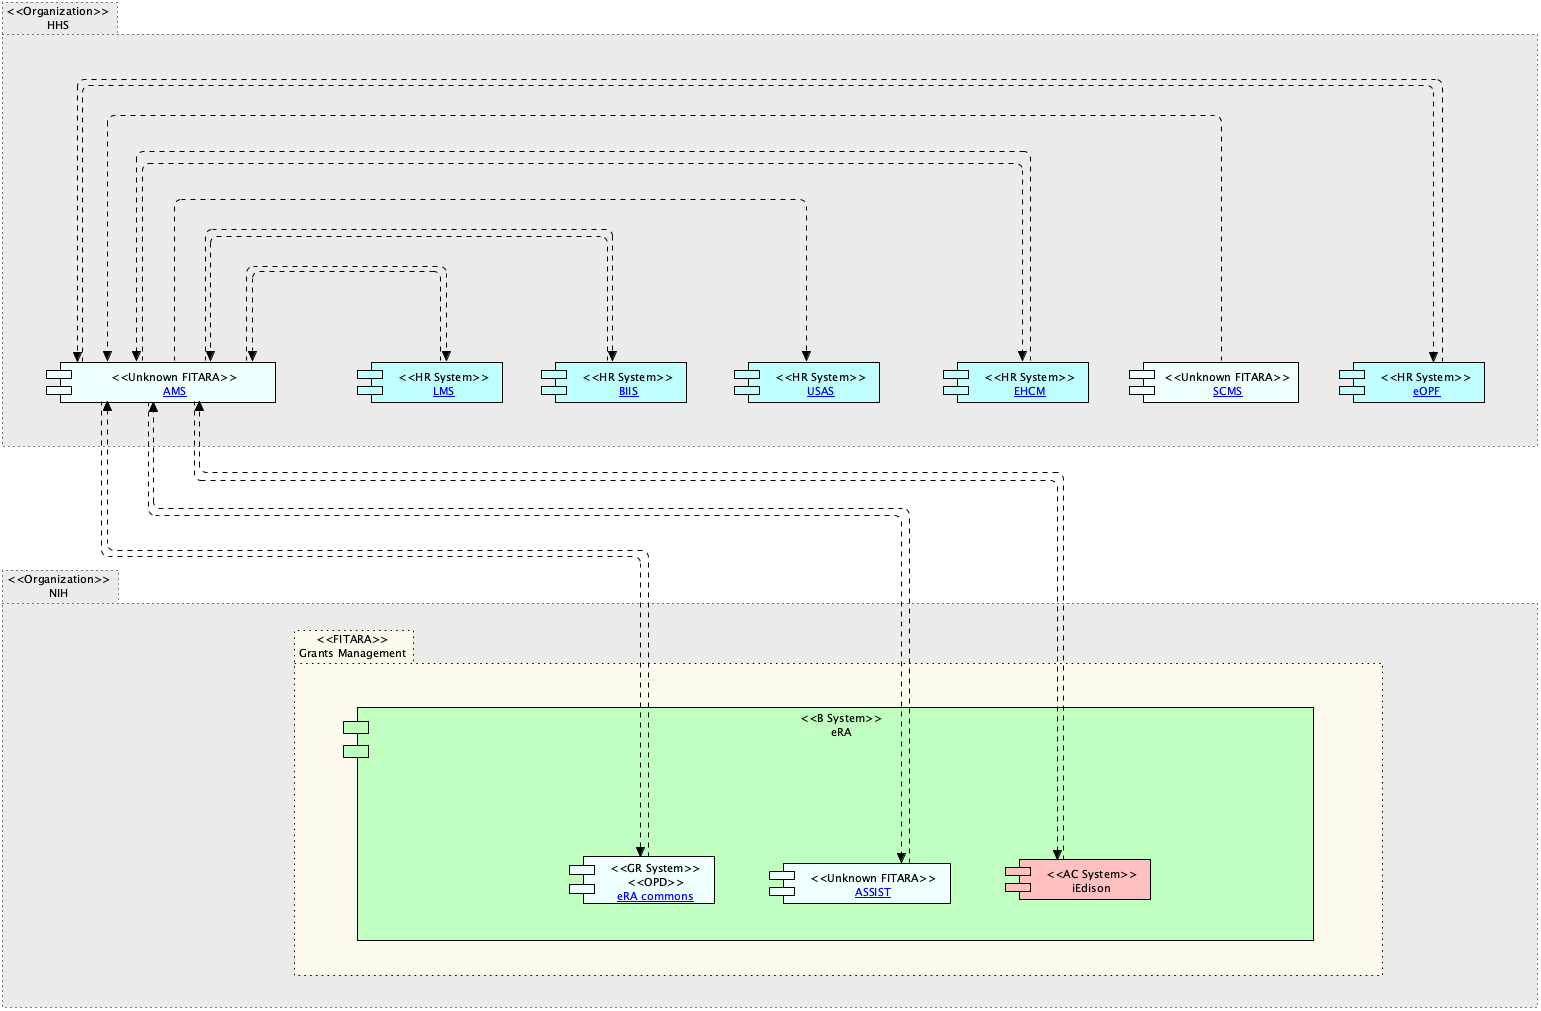 <<Organization>>
HHS
<<Unknown FITARA>>
AMS
<<HR System>>
LMS
<<HR System>>
BIIS
<<HR System>>
USAS
<<HR System>>
EHCM
<<Unknown FITARA>>
SCMS
<<HR System>>
eOPF
<<Organization>>
NIH
<<FITARA>>
Grants Management
<<B System>>
eRA
<<GR System>>
<<OPD>>
eRA commons
<<Unknown FITARA>>
ASSIST
<<AC System>>
iEdison